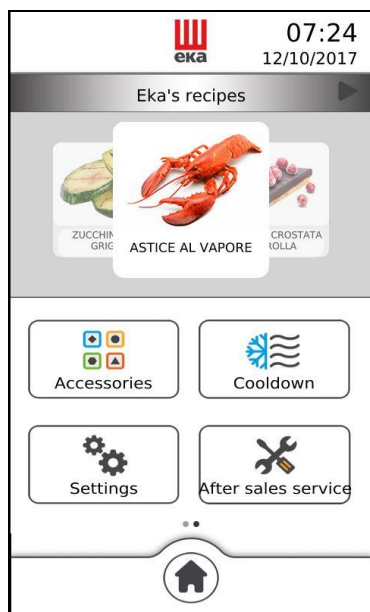 eka
07:24
12/10/2017
Eka's recipes
ZUCCHIN
GRIG
ASTICE AL VAPORE
CROSTATA
ROLLA
Accessories
Cooldown
Settings
After sales service